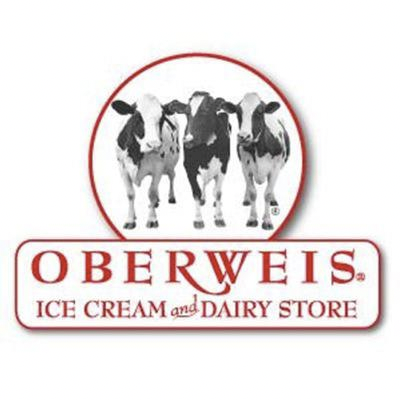 ®
OBERWEIS®
ICE CREAM and DAIRY STORE